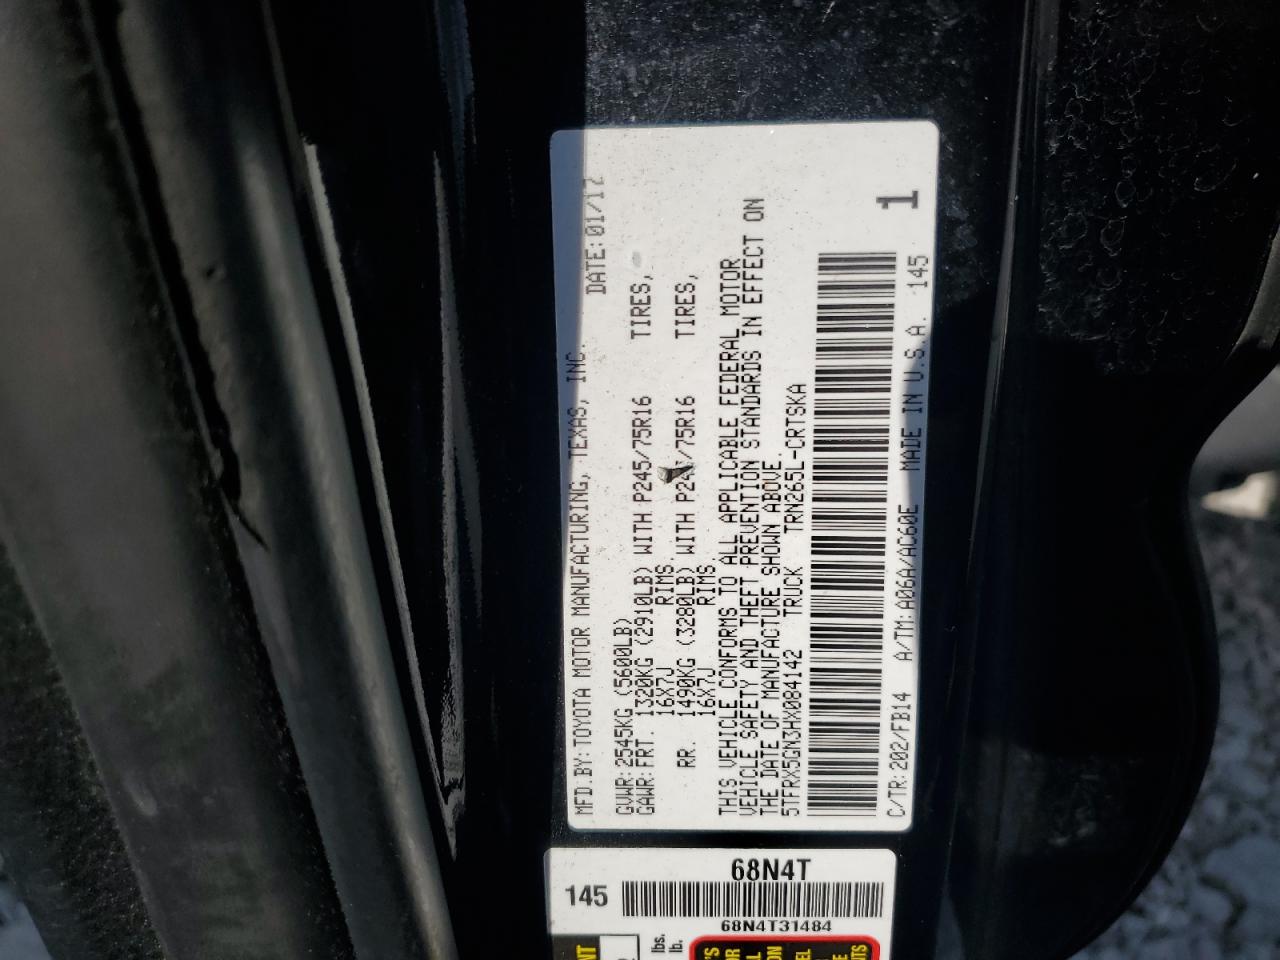 MFD.BY:TOYOTA MOTOR MANUFACTURING, TEXAS, INC.
DATE:01/17
GVWR:2545KG (5600LB)
GAWR:FRT. 1320KG (2910LB) WITH P245/75R16 TIRES,
16X7J RIMS.
RR. 1490KG (3280LB) WITH P245/75R16 TIRES,
16X7J RIMS.
THIS VEHICLE CONFORMS TO ALL APPLICABLE FEDERAL MOTOR
VEHICLE SAFETY AND THEFT PREVENTION STANDARDS IN EFFECT ON
THE DATE OF MANUFACTURE SHOWN ABOVE.
5TFRX5GN3HX084142 TRUCK TRN265L-CRTSKA
C/TR:202/FB14 A/TM:A06A/AC60E MADE IN U.S.A. 145
1
68N4T
145
68N4T31484
lbs.
lb.